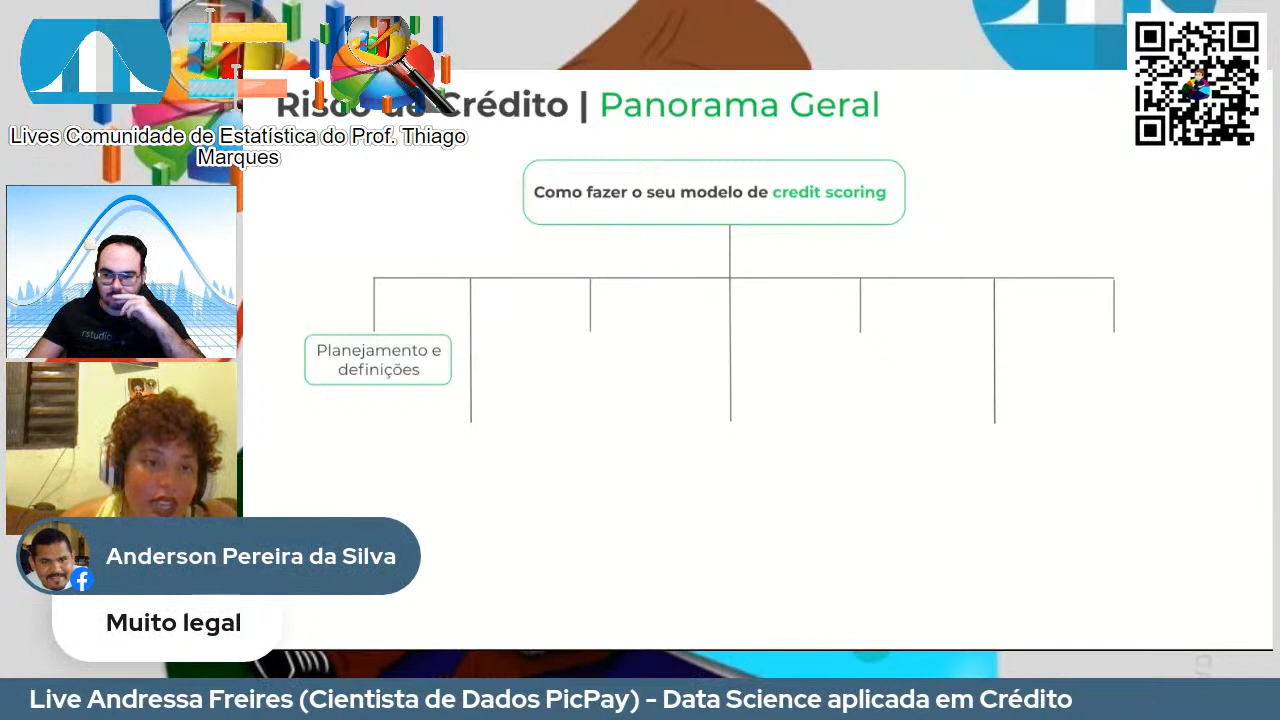 Risco de Crédito | Panorama Geral
Lives Comunidade de Estatística do Prof. Thiago
Marques
Como fazer o seu modelo de credit scoring
Planejamento e
definições
rstudio
Anderson Pereira da Silva
Muito legal
Live Andressa Freires (Cientista de Dados PicPay) - Data Science aplicada em Crédito